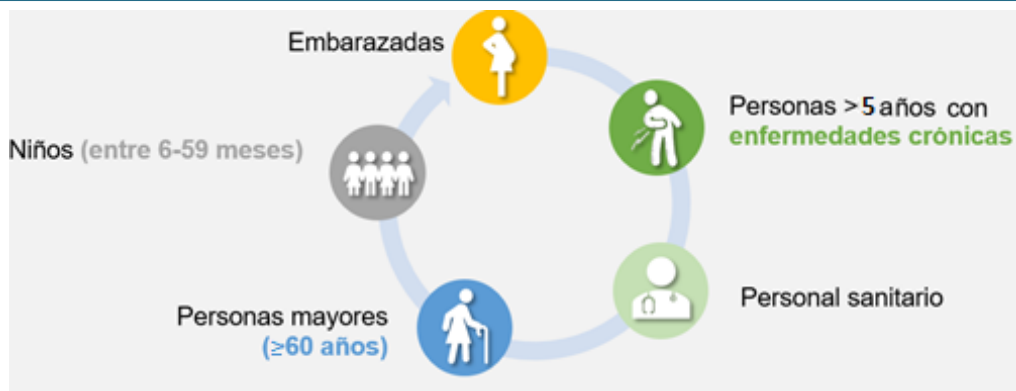 Embarazadas
Personas >5 años con
enfermedades crónicas
Personal sanitario
Personas mayores
(≥60 años)
Niños (entre 6-59 meses)